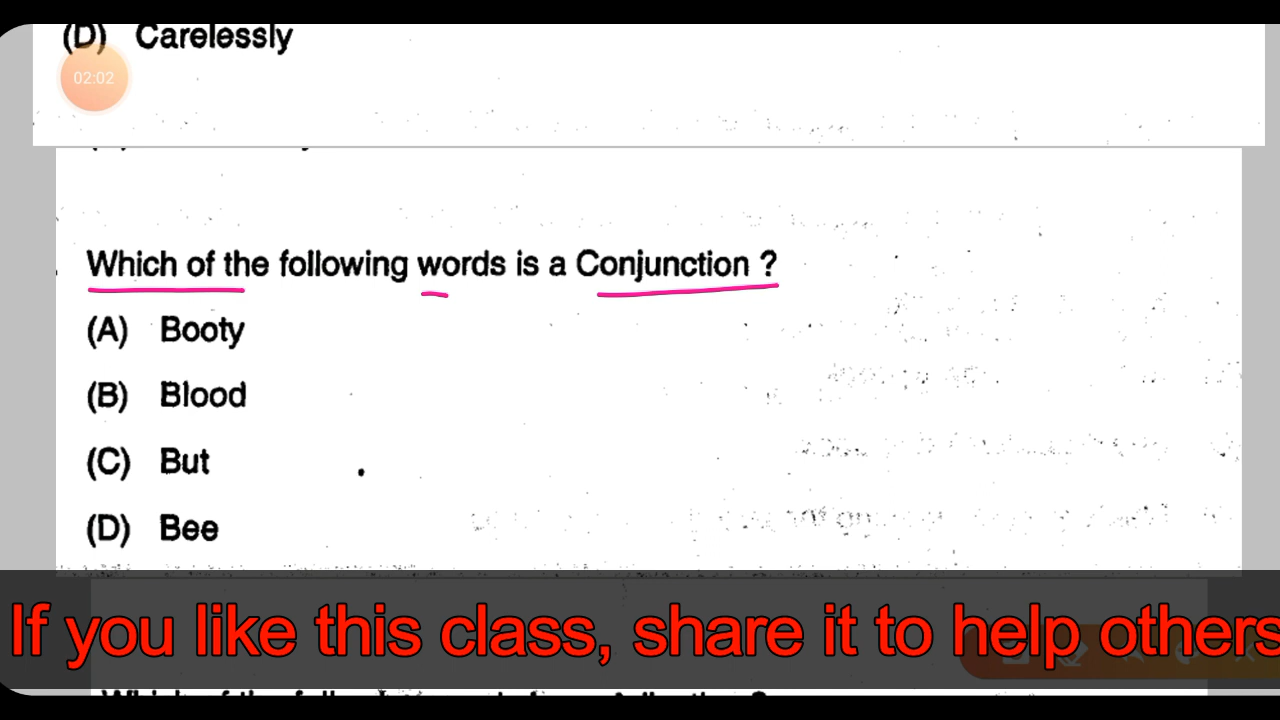 (D) Carelessly
02:02
Which of the following words is a Conjunction ?
(A) Booty
(B) Blood
(C) But
(D) Bee
If you like this class, share it to help others